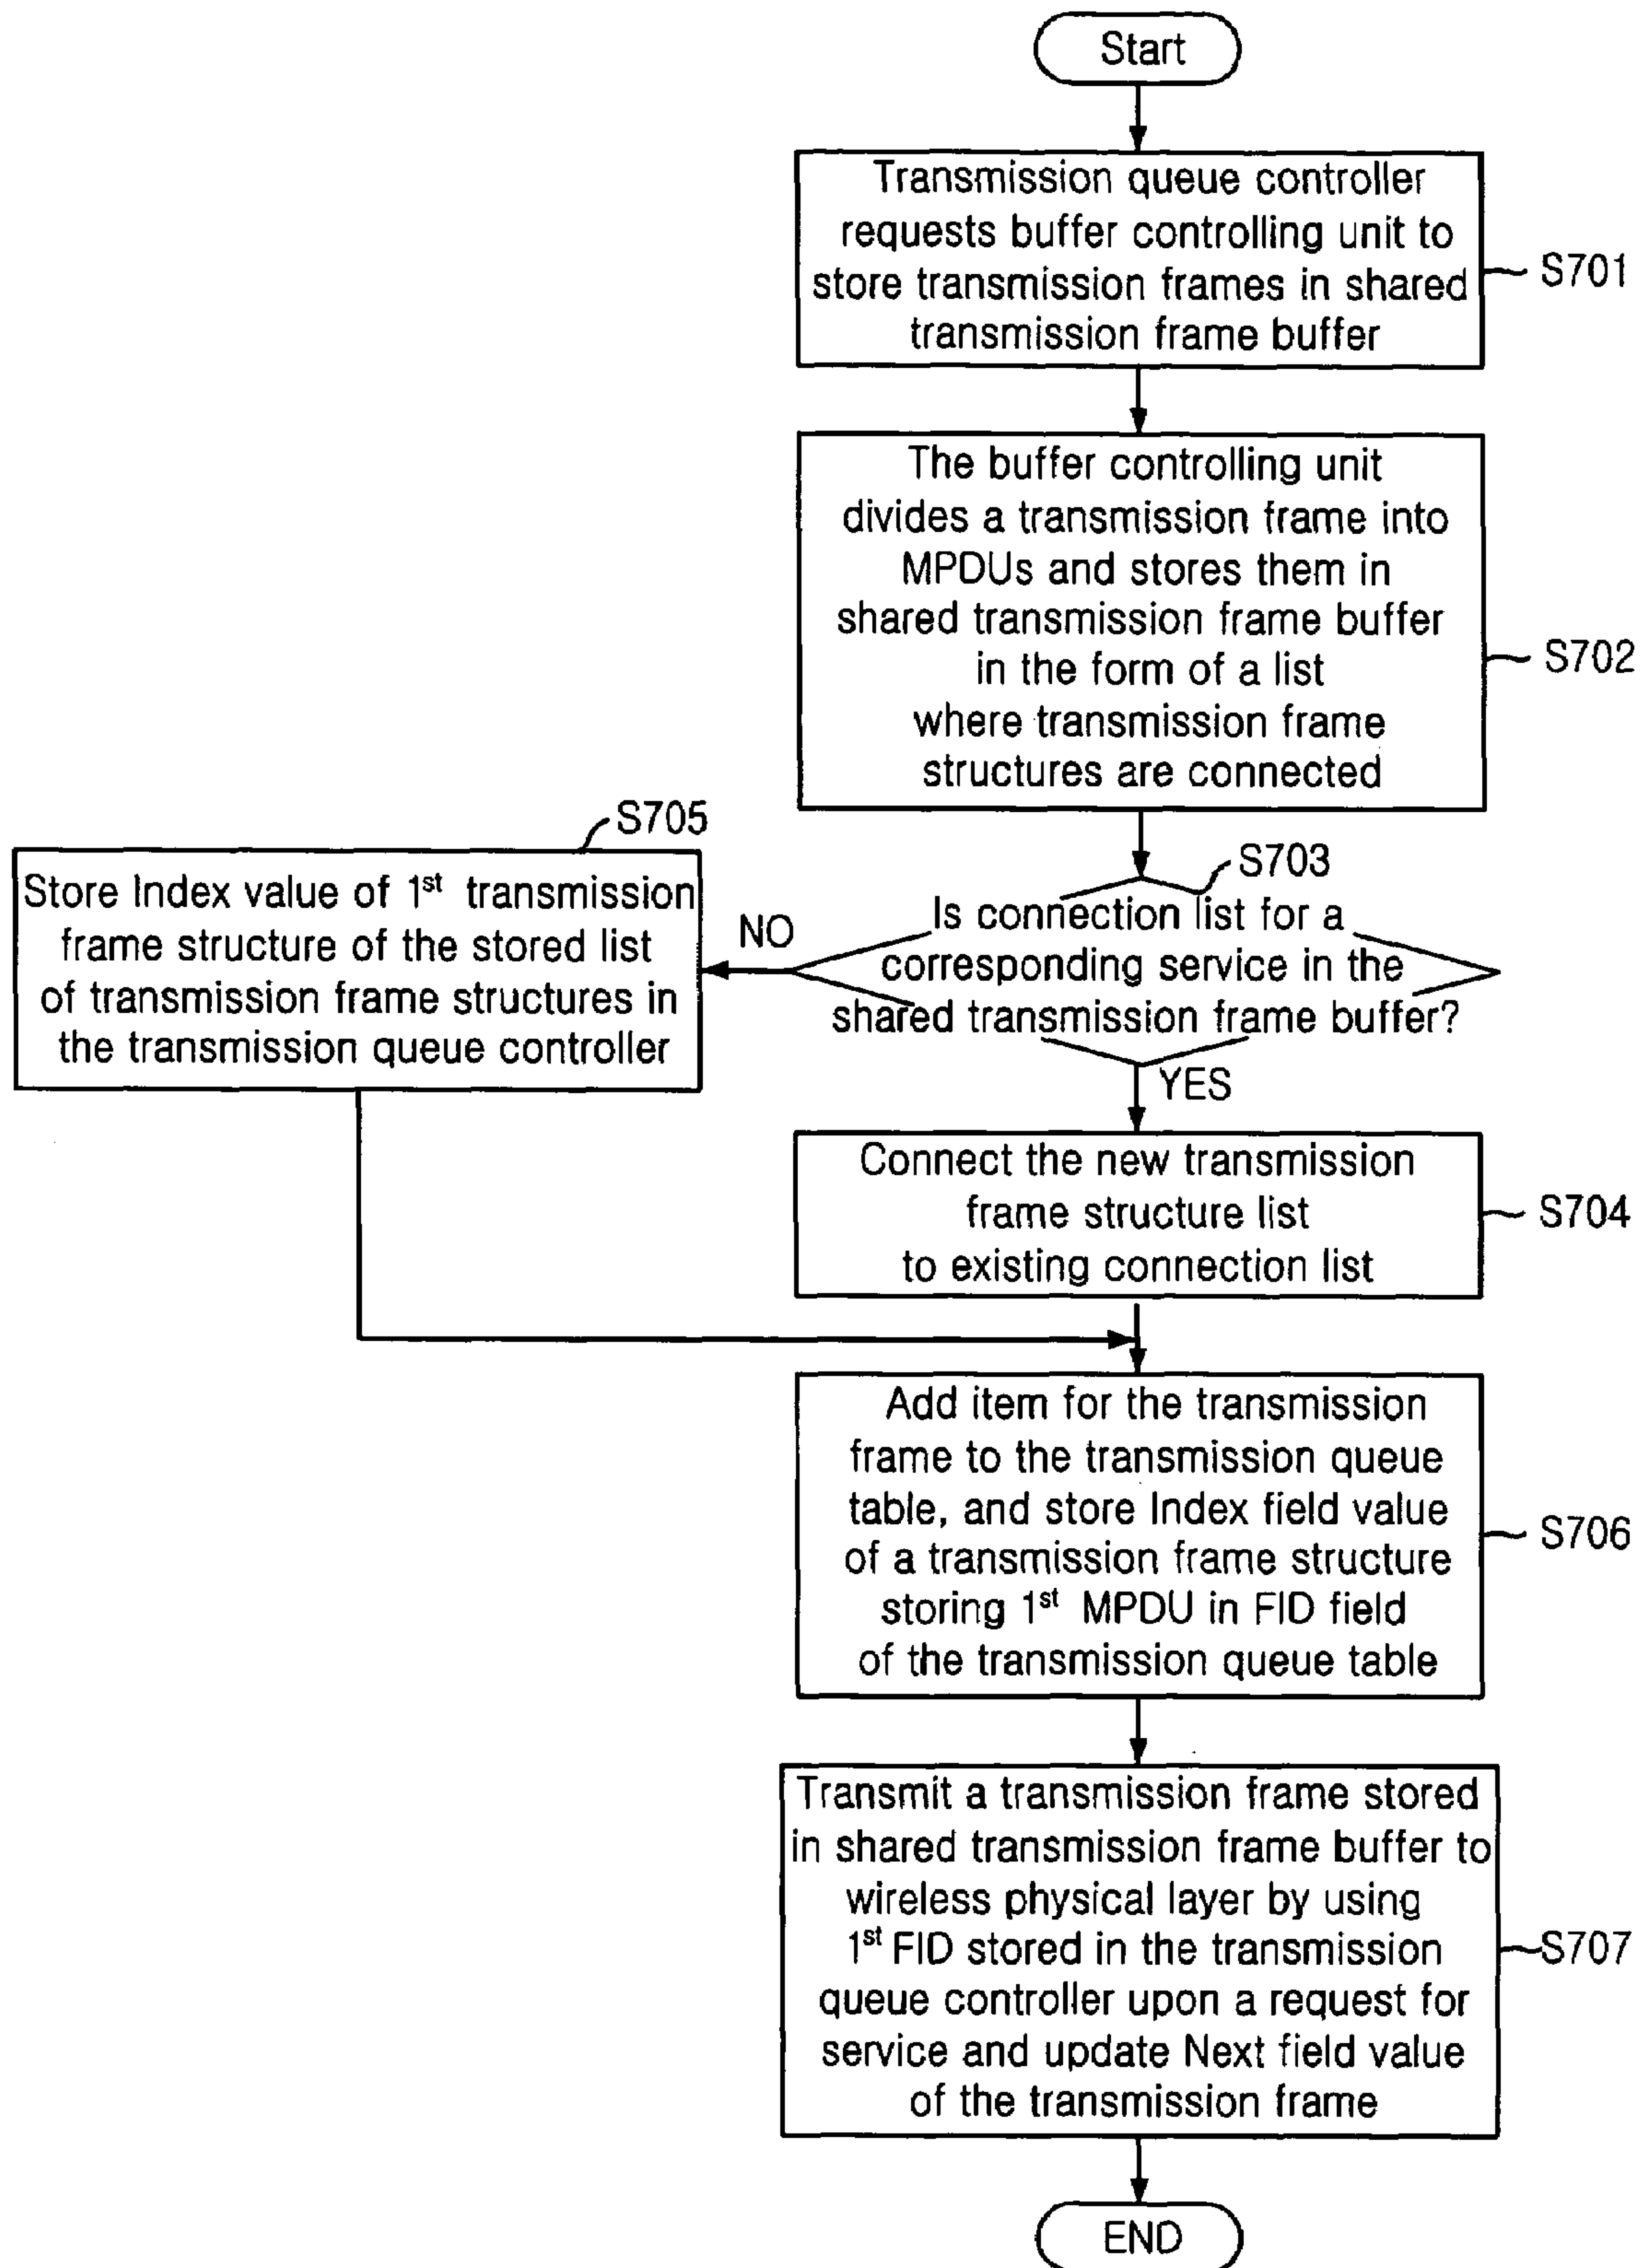 Start
Transmission queue controller
requests buffer controlling unit to
store transmission frames in shared
transmission frame buffer
S701
The buffer controlling unit
divides a transmission frame into
MPDUs and stores them in
shared transmission frame buffer
in the form of a list
where transmission frame
structures are connected
S702
S703
Is connection list for a
corresponding service in the
shared transmission frame buffer?
NO
YES
S705
Store Index value of 1st transmission
frame structure of the stored list
of transmission frame structures in
the transmission queue controller
Connect the new transmission
frame structure list
to existing connection list
S704
Add item for the transmission
frame to the transmission queue
table, and store Index field value
of a transmission frame structure
storing 1st MPDU in FID field
of the transmission queue table
S706
Transmit a transmission frame stored
in shared transmission frame buffer to
wireless physical layer by using
1st FID stored in the transmission
queue controller upon a request for
service and update Next field value
of the transmission frame
S707
END